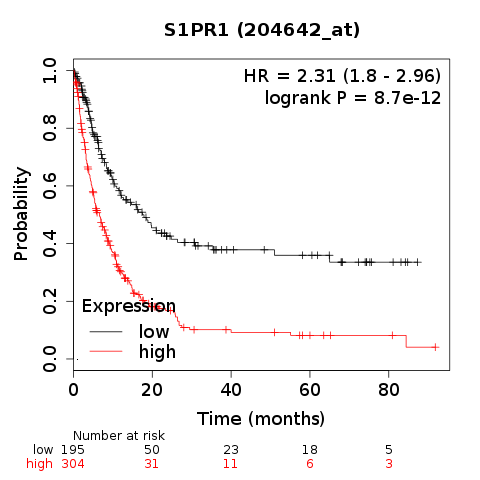 S1PR1 (204642_at)
HR = 2.31 (1.8 - 2.96)
logrank P = 8.7e-12
Probability
1.0
0.8
0.6
0.4
0.2
0.0
Expression
low
high
0 20 40 60 80
Time (months)
Number at risk
low 195 50 23 18 5
high 304 31 11 6 3